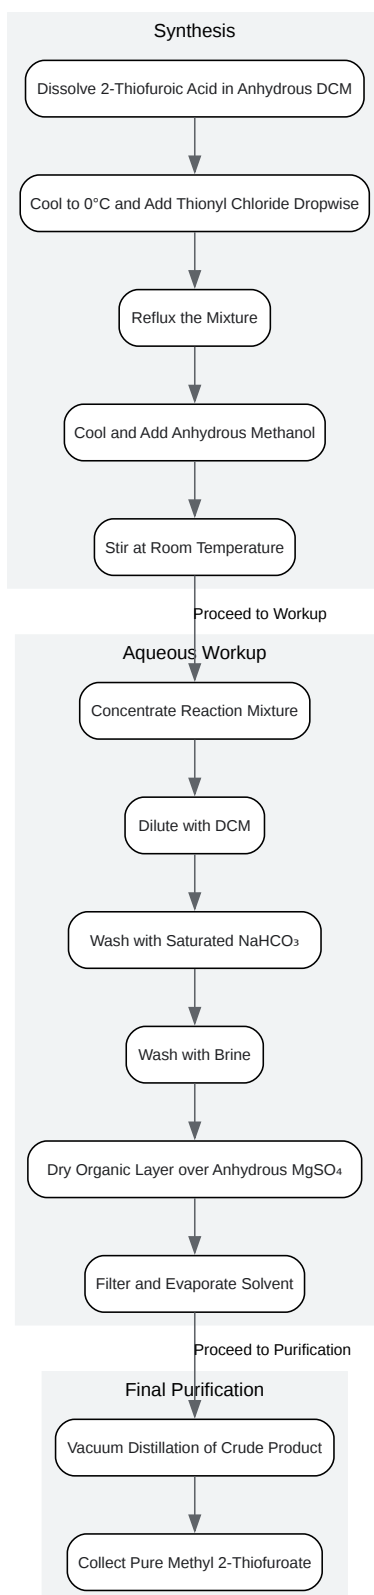 Synthesis
Dissolve 2-Thiofuroic Acid in Anhydrous DCM
Cool to 0°C and Add Thionyl Chloride Dropwise
Reflux the Mixture
Cool and Add Anhydrous Methanol
Stir at Room Temperature
Proceed to Workup
Aqueous Workup
Concentrate Reaction Mixture
Dilute with DCM
Wash with Saturated NaHCO₃
Wash with Brine
Dry Organic Layer over Anhydrous MgSO₄
Filter and Evaporate Solvent
Proceed to Purification
Final Purification
Vacuum Distillation of Crude Product
Collect Pure Methyl 2-Thiofuroate